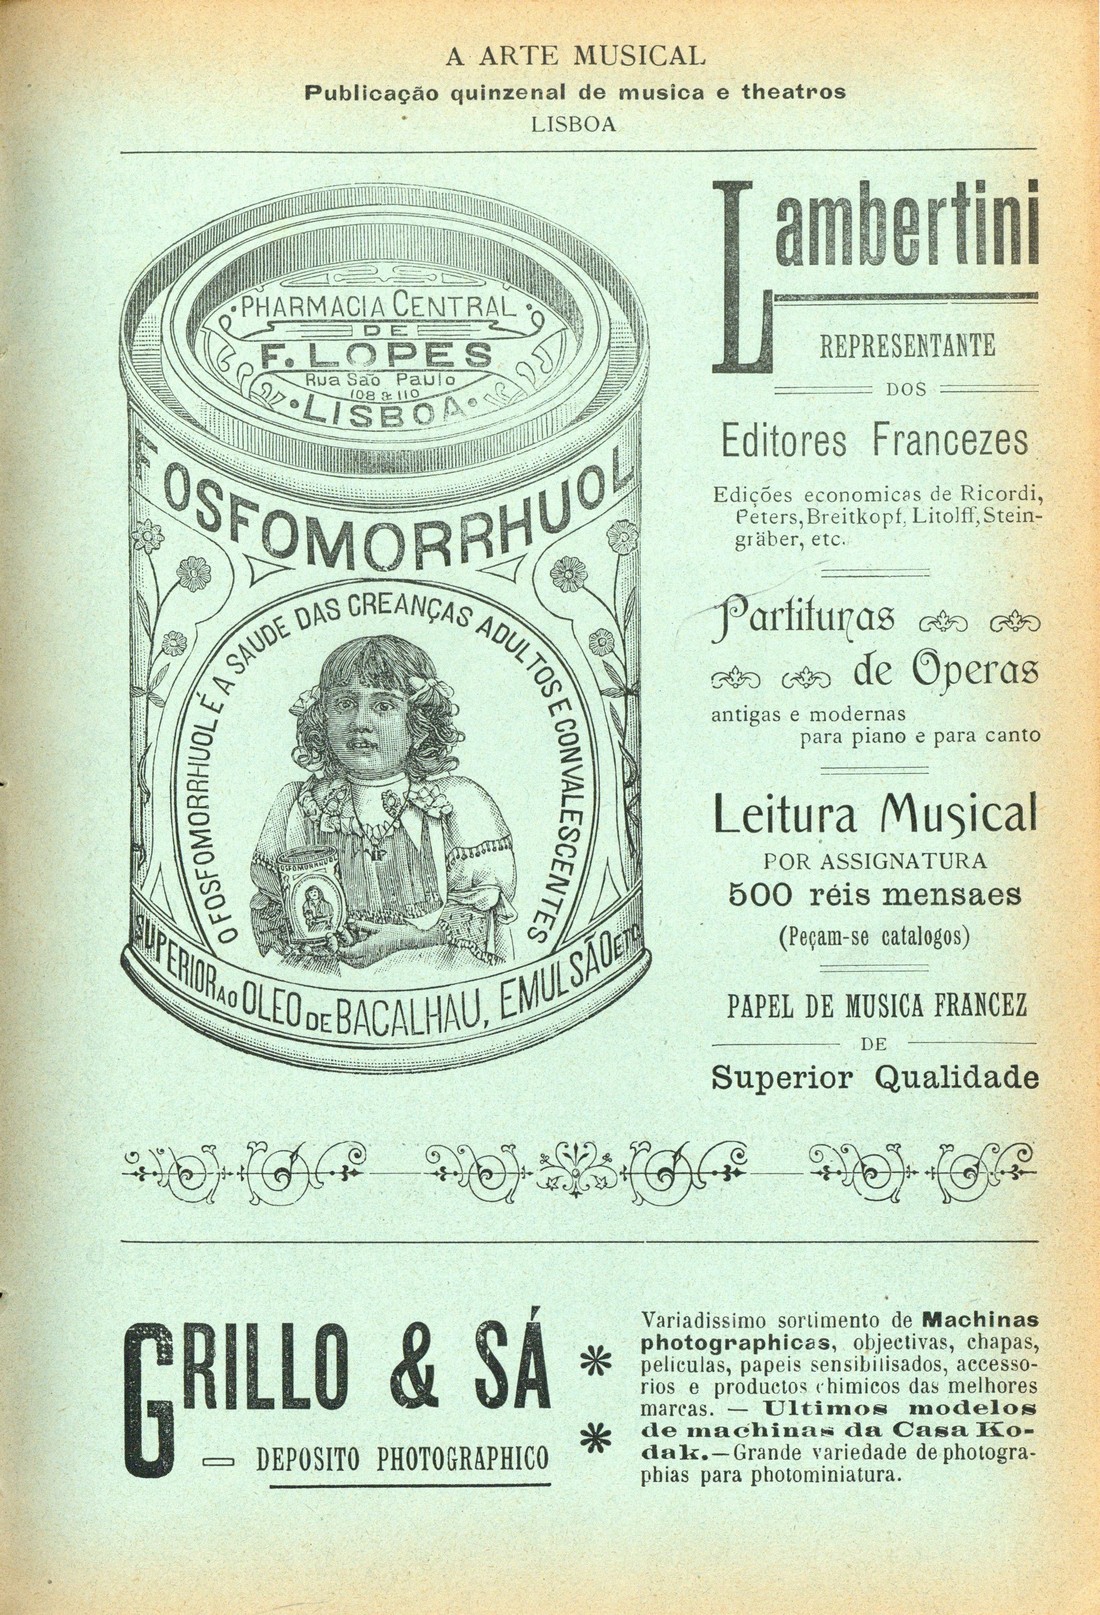 A ARTE MUSICAL
Publicação quinzenal de musica e theatros
LISBOA
PHARMACIA CENTRAL
DE
F. LOPES
Rua São Paulo
108 & 110
LISBOA
FOSFOMORRHUOL
O FOSFOMORRHUOL É A SAUDE DAS CREANÇAS ADULTOS E CONVALESCENTES
FOSFOMORRHUOL
SUPERIOR AO OLEO DE BACALHAU, EMULSÃO ETC.
Lambertini
REPRESENTANTE
DOS
Editores Francezes
Edições economicas de Ricordi,
Peters, Breitkopf, Litolff, Stein-
gräber, etc.
Partituras
de Operas
antigas e modernas
para piano e para canto
Leitura Musical
POR ASSIGNATURA
500 réis mensaes
(Peçam-se catalogos)
PAPEL DE MUSICA FRANCEZ
DE
Superior Qualidade
GRILLO & SÁ
— DEPOSITO PHOTOGRAPHICO
Variadissimo sortimento de Machinas
photographicas, objectivas, chapas,
peliculas, papeis sensibilisados, accesso-
rios e productos chimicos das melhores
marcas. — Ultimos modelos
de machinas da Casa Ko-
dak.—Grande variedade de photogra-
phias para photominiatura.